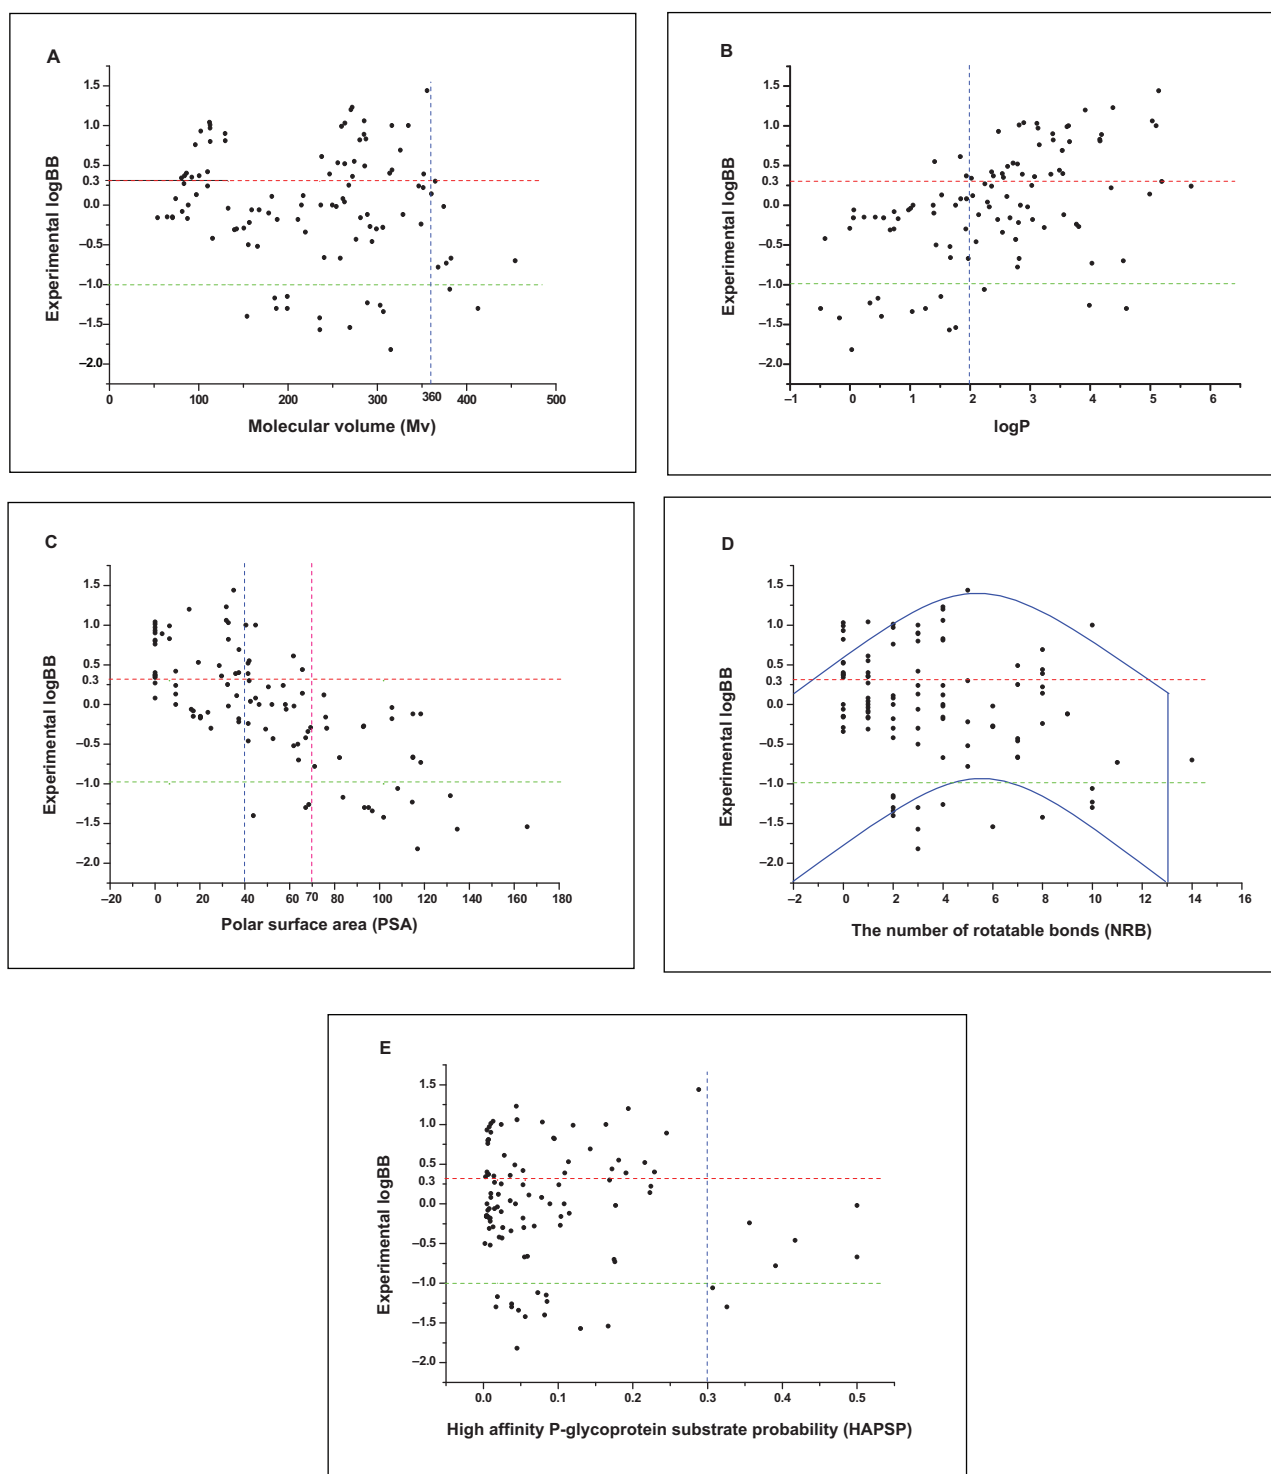 A
Experimental logBB
1.5
1.0
0.5
0.3
0.0
–0.5
–1.0
–1.5
–2.0
0 100 200 300 360 400 500
Molecular volume (Mv)
B
Experimental logBB
1.5
1.0
0.5
0.3
0.0
–0.5
–1.0
–1.5
–2.0
–1 0 1 2 3 4 5 6
logP
C
Experimental logBB
1.5
1.0
0.5
0.3
0.0
–0.5
–1.0
–1.5
–2.0
–20 0 20 40 60 70 80 100 120 140 160 180
Polar surface area (PSA)
D
Experimental logBB
1.5
1.0
0.5
0.3
0.0
–0.5
–1.0
–1.5
–2.0
–2 0 2 4 6 8 10 12 14 16
The number of rotatable bonds (NRB)
E
Experimental logBB
1.5
1.0
0.5
0.3
0.0
–0.5
–1.0
–1.5
–2.0
0.0 0.1 0.2 0.3 0.4 0.5
High affinity P-glycoprotein substrate probability (HAPSP)